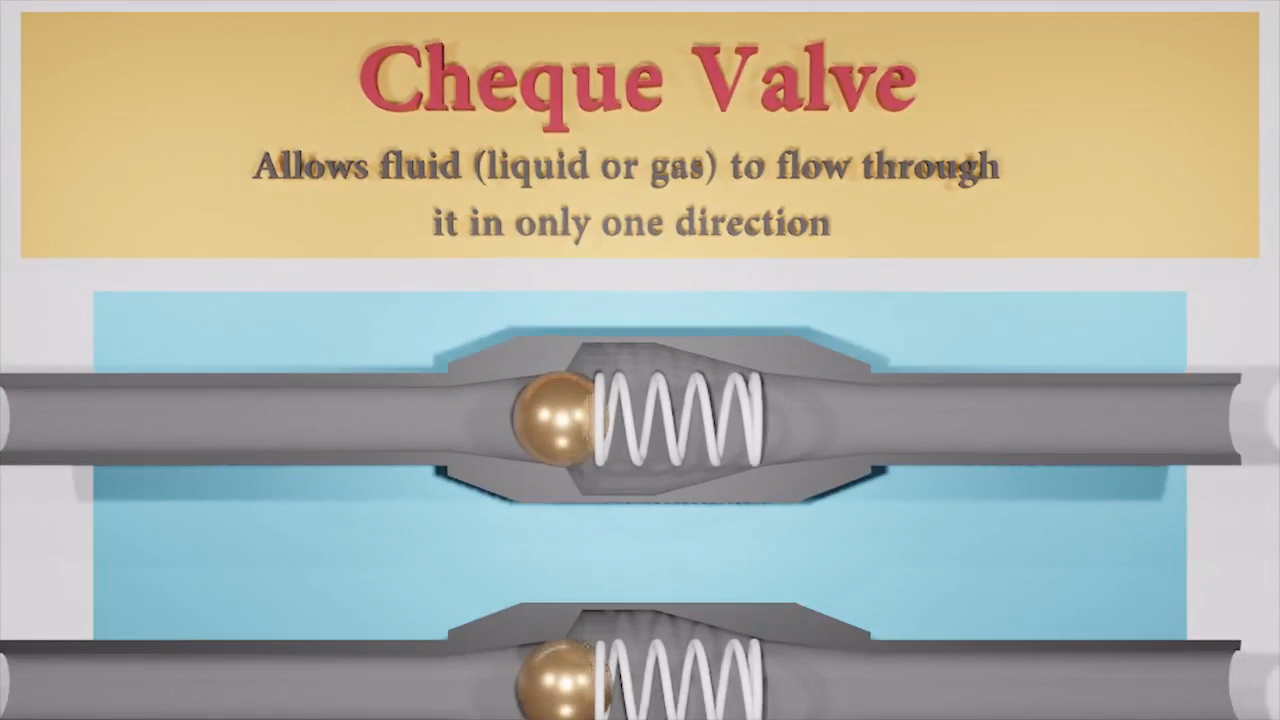 Cheque Valve
Allows fluid (liquid or gas) to flow through
it in only one direction